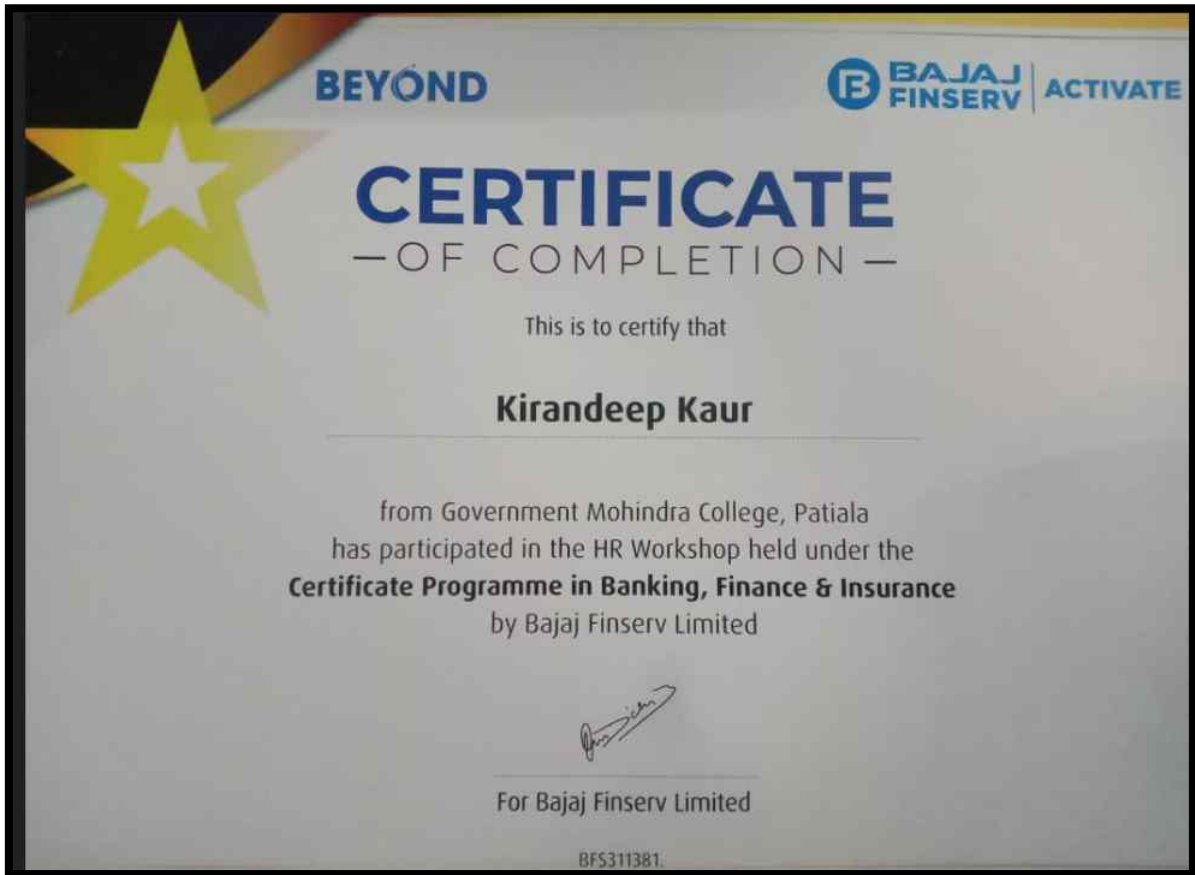 BEYOND
BAJAJ
FINSERV
ACTIVATE
CERTIFICATE
—OF COMPLETION—
This is to certify that
Kirandeep Kaur
from Government Mohindra College, Patiala
has participated in the HR Workshop held under the
Certificate Programme in Banking, Finance & Insurance
by Bajaj Finserv Limited
For Bajaj Finserv Limited
BFS311381.